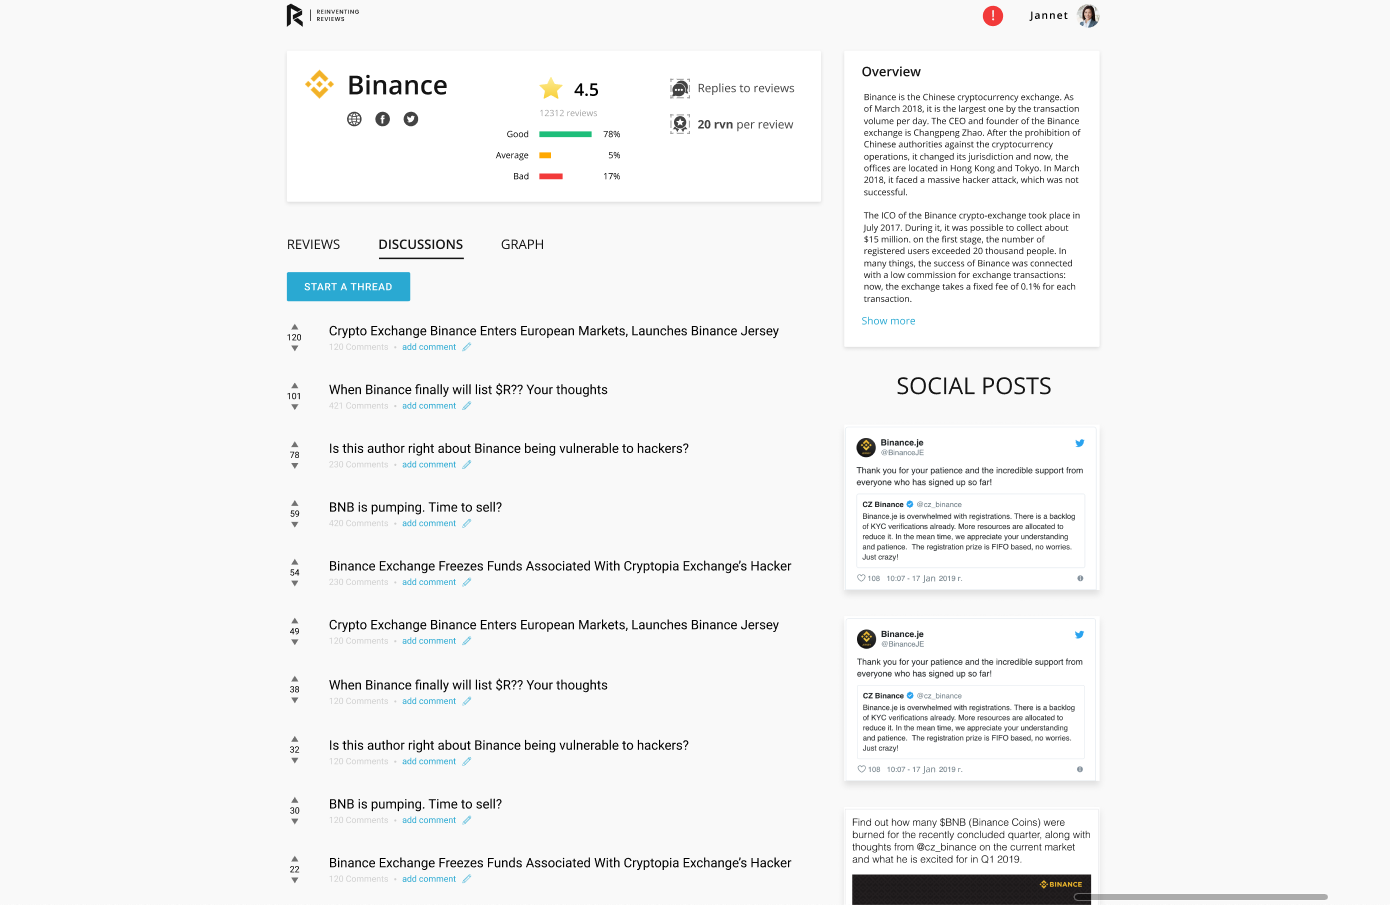 REINVENTING
REVIEWS
!
Jannet
Binance
4.5
12312 reviews
Good 78%
Average 5%
Bad 17%
Replies to reviews
20 rvn per review
REVIEWS
DISCUSSIONS
GRAPH
START A THREAD
120
Crypto Exchange Binance Enters European Markets, Launches Binance Jersey
120 Comments • add comment
101
When Binance finally will list $R?? Your thoughts
421 Comments • add comment
78
Is this author right about Binance being vulnerable to hackers?
230 Comments • add comment
59
BNB is pumping. Time to sell?
420 Comments • add comment
54
Binance Exchange Freezes Funds Associated With Cryptopia Exchange's Hacker
230 Comments • add comment
49
Crypto Exchange Binance Enters European Markets, Launches Binance Jersey
120 Comments • add comment
38
When Binance finally will list $R?? Your thoughts
120 Comments • add comment
32
Is this author right about Binance being vulnerable to hackers?
120 Comments • add comment
30
BNB is pumping. Time to sell?
120 Comments • add comment
22
Binance Exchange Freezes Funds Associated With Cryptopia Exchange's Hacker
120 Comments • add comment
Overview
Binance is the Chinese cryptocurrency exchange. As
of March 2018, it is the largest one by the transaction
volume per day. The CEO and founder of the Binance
exchange is Changpeng Zhao. After the prohibition of
Chinese authorities against the cryptocurrency
operations, it changed its jurisdiction and now, the
offices are located in Hong Kong and Tokyo. In March
2018, it faced a massive hacker attack, which was not
successful.
The ICO of the Binance crypto-exchange took place in
July 2017. During it, it was possible to collect about
$15 million. on the first stage, the number of
registered users exceeded 20 thousand people. In
many things, the success of Binance was connected
with a low commission for exchange transactions:
now, the exchange takes a fixed fee of 0.1% for each
transaction.
Show more
SOCIAL POSTS
Binance.je
@BinanceJE
Thank you for your patience and the incredible support from
everyone who has signed up so far!
CZ Binance @cz_binance
Binance.je is overwhelmed with registrations. There is a backlog
of KYC verifications already. More resources are allocated to
reduce it. In the mean time, we appreciate your understanding
and patience. The registration prize is FIFO based, no worries.
Just crazy!
108 10:07 - 17 Jan 2019 г.
Binance.je
@BinanceJE
Thank you for your patience and the incredible support from
everyone who has signed up so far!
CZ Binance @cz_binance
Binance.je is overwhelmed with registrations. There is a backlog
of KYC verifications already. More resources are allocated to
reduce it. In the mean time, we appreciate your understanding
and patience. The registration prize is FIFO based, no worries.
Just crazy!
108 10:07 - 17 Jan 2019 г.
Find out how many $BNB (Binance Coins) were
burned for the recently concluded quarter, along with
thoughts from @cz_binance on the current market
and what he is excited for in Q1 2019.
BINANCE